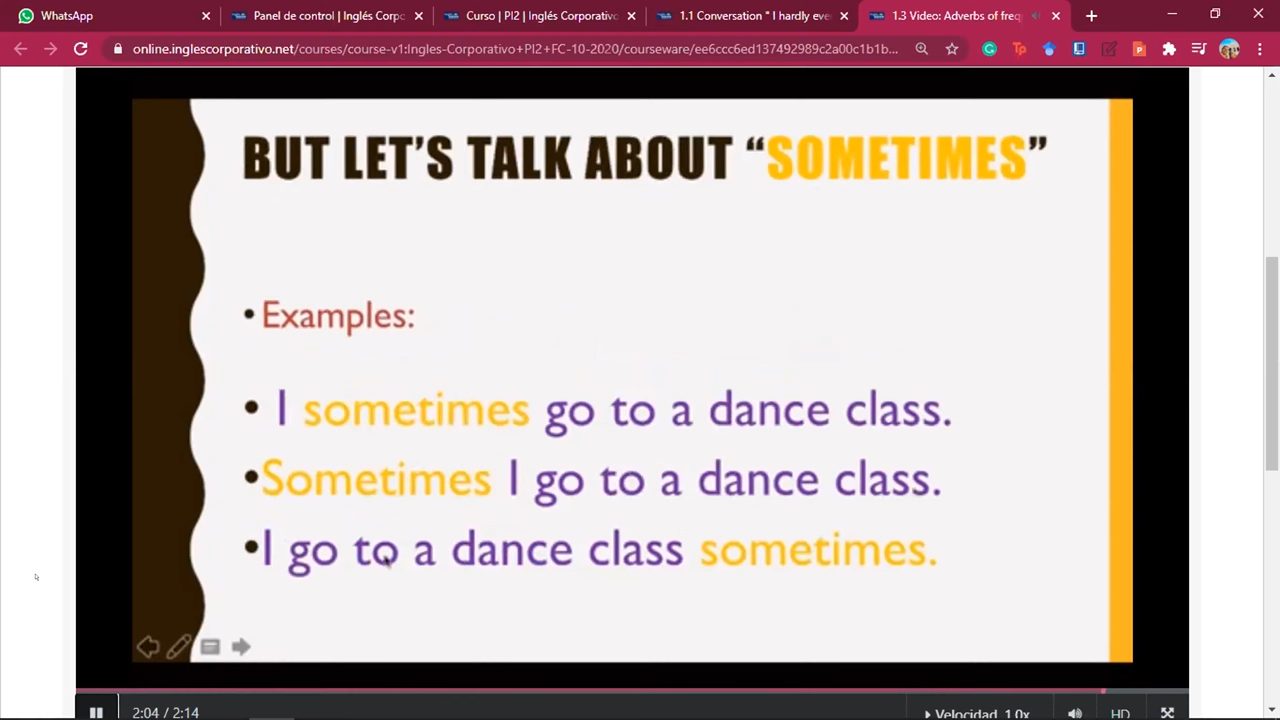 WhatsApp
Panel de control | Inglés Corpo
Curso | PI2 | Inglés Corporativo
1.1 Conversation " I hardly eve
1.3 Video: Adverbs of freq
online.inglescorporativo.net/courses/course-v1:Ingles-Corporativo+PI2+FC-10-2020/courseware/ee6ccc6ed137492989c2a00c1b1b...
BUT LET'S TALK ABOUT “SOMETIMES”
• Examples:
• I sometimes go to a dance class.
•Sometimes I go to a dance class.
•I go to a dance class sometimes.
2:04 / 2:14
Velocidad 1.0x
HD